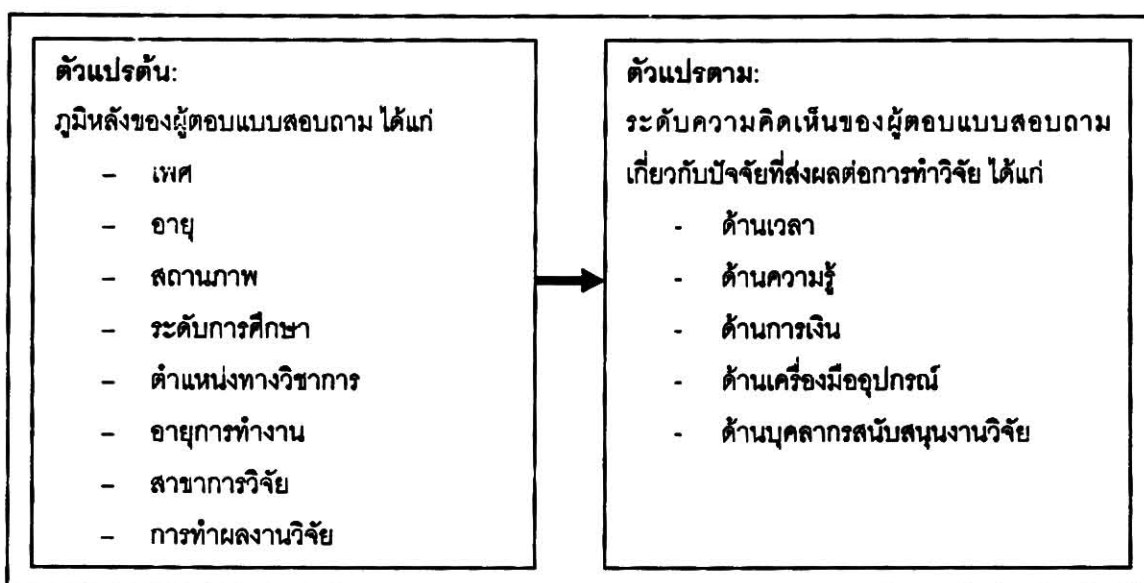 ตัวแปรต้น:
ภูมิหลังของผู้ตอบแบบสอบถาม ได้แก่
– เพศ
– อายุ
– สถานภาพ
– ระดับการศึกษา
– ตำแหน่งทางวิชาการ
– อายุการทำงาน
– สาขาการวิจัย
– การทำผลงานวิจัย
ตัวแปรตาม:
ระดับความคิดเห็นของผู้ตอบแบบสอบถาม
เกี่ยวกับปัจจัยที่ส่งผลต่อการทำวิจัย ได้แก่
- ด้านเวลา
- ด้านความรู้
- ด้านการเงิน
- ด้านเครื่องมืออุปกรณ์
- ด้านบุคลากรสนับสนุนงานวิจัย